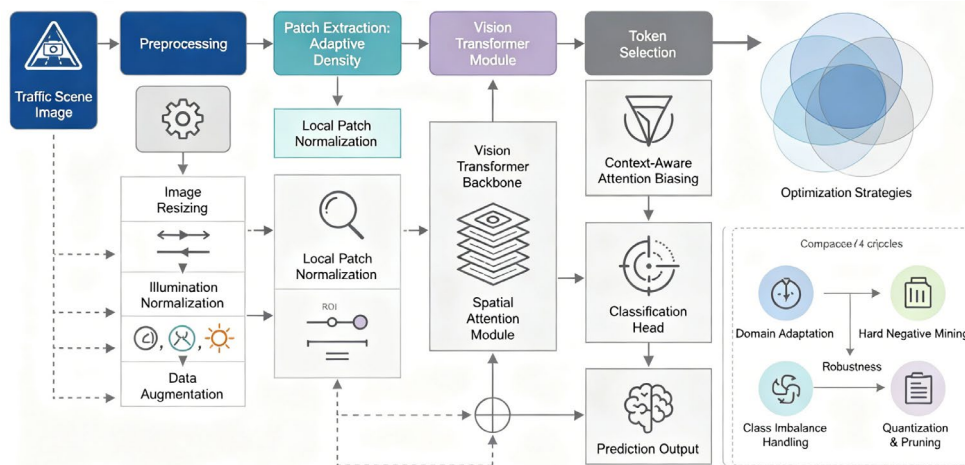 Traffic Scene
Image
Preprocessing
Patch Extraction:
Adaptive
Density
Vision
Transformer
Module
Token
Selection
Local Patch
Normalization
Image
Resizing
Illumination
Normalization
Data
Augmentation
Local Patch
Normalization
ROI
Vision
Transformer
Backbone
Spatial
Attention
Module
Context-Aware
Attention Biasing
Classification
Head
Prediction Output
Optimization Strategies
Domain Adaptation
Hard Negative Mining
Robustness
Class Imbalance
Handling
Quantization
& Pruning